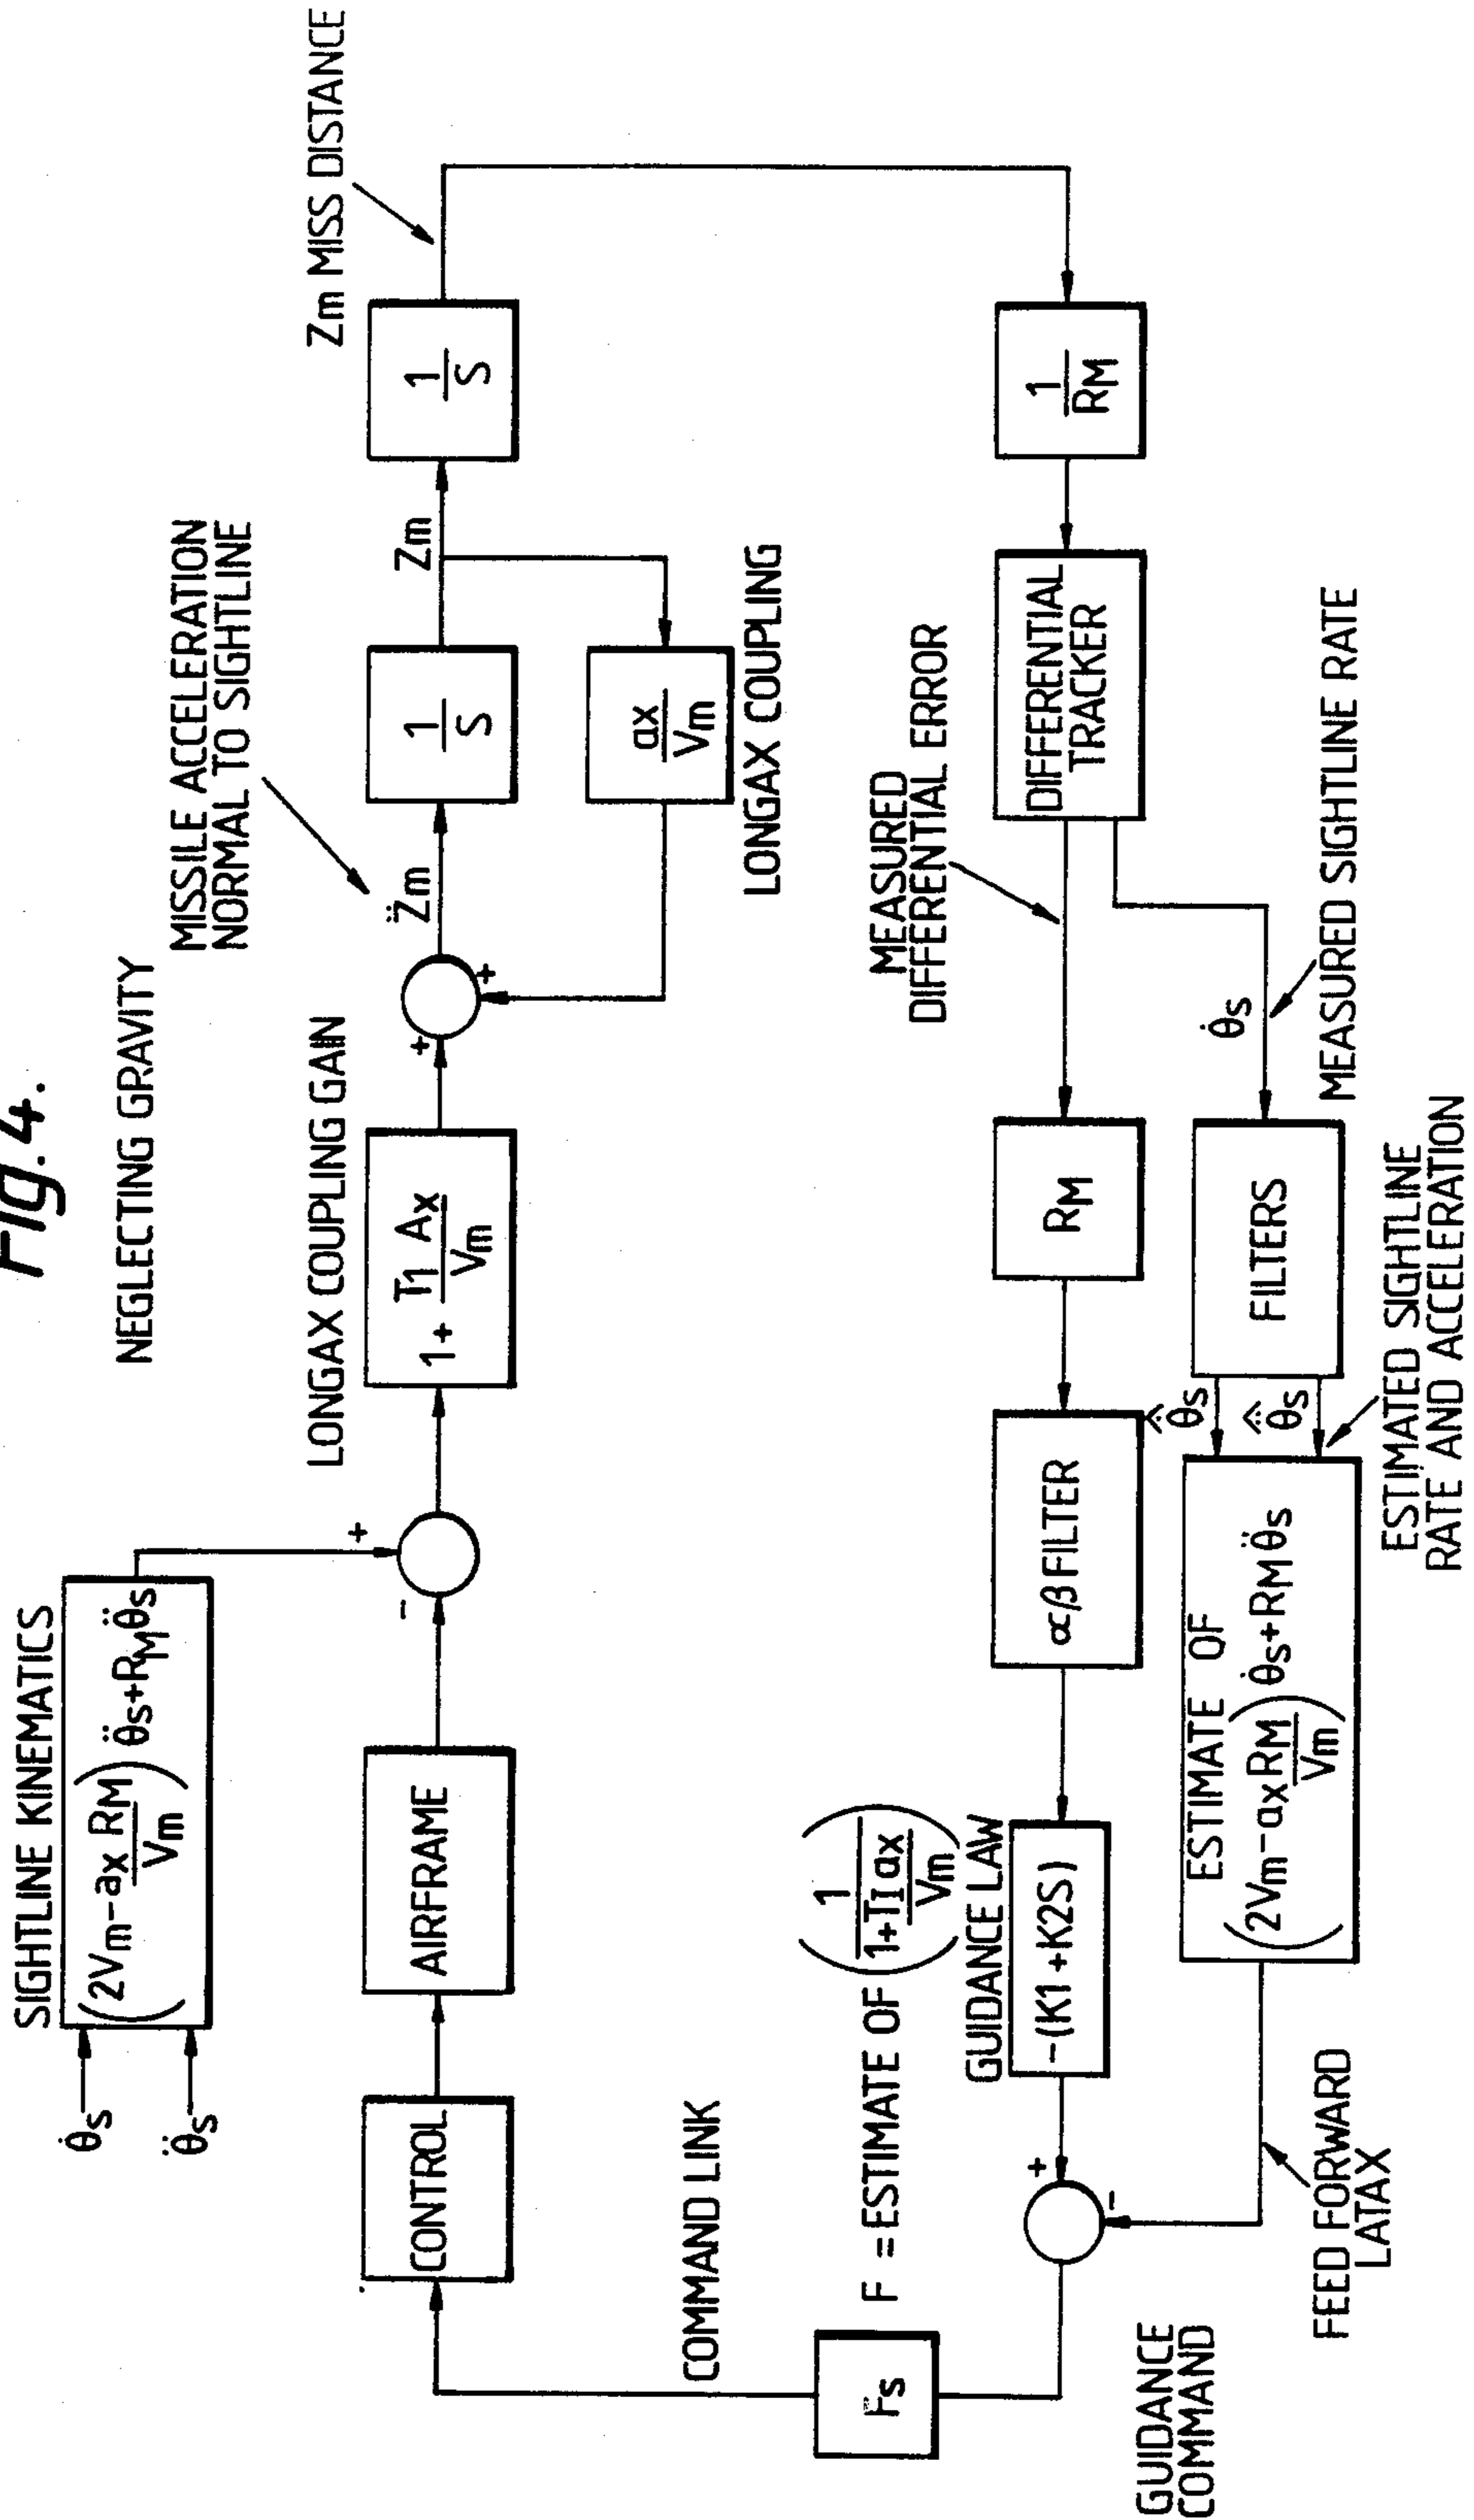 Fig. 4.
NEGLECTING GRAVITY
SIGHTLINE KINEMATICS
θ̇s
θ̈s
(2Vm - ax RM/Vm) θ̈s + RM θ̈s
+
-
CONTROL
AIRFRAME
LONGAX COUPLING GAIN
1 + T1 Ax/Vm
+
+
MISSILE ACCELERATION
NORMAL TO SIGHTLINE
Z̈m
1/S
Zm
ax/Vm
LONGAX COUPLING
1/S
Zm MISS DISTANCE
COMMAND LINK
Fs
F = ESTIMATE OF (1/(1+TI ax/Vm))
GUIDANCE LAW
-(K1+K2S)
αβ FILTER
RM
MEASURED
DIFFERENTIAL ERROR
DIFFERENTIAL
TRACKER
1/RM
GUIDANCE
COMMAND
+
-
FEED FORWARD
LATAX
ESTIMATE OF
(2Vm - ax RM/Vm) θ̇s + RM θ̈s
θ̇̂s
θ̈̂s
FILTERS
θ̇s
MEASURED SIGHTLINE RATE
ESTIMATED SIGHTLINE
RATE AND ACCELERATION